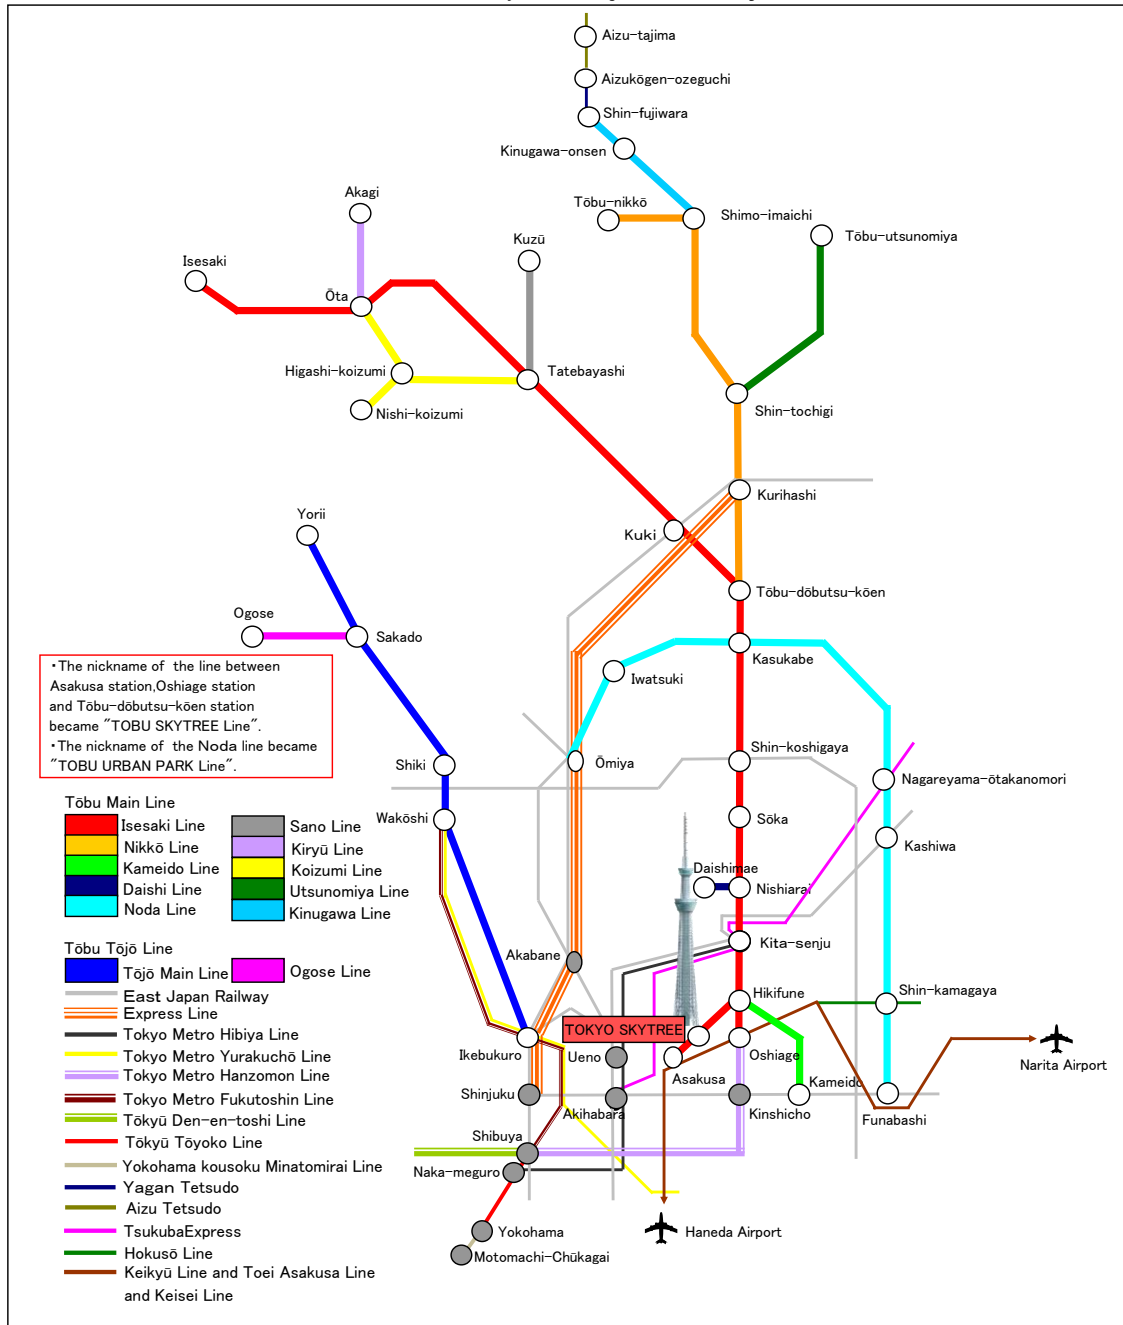 Aizu-tajima
Aizukōgen-ozeguchi
Shin-fujiwara
Kinugawa-onsen
Akagi
Tōbu-nikkō
Shimo-imaichi
Kuzū
Tōbu-utsunomiya
Isesaki
Ōta
Higashi-koizumi
Tatebayashi
Nishi-koizumi
Shin-tochigi
Kurihashi
Yorii
Kuki
Tōbu-dōbutsu-kōen
Ogose
Sakado
Kasukabe
Iwatsuki
・The nickname of the line between
Asakusa station,Oshiage station
and Tōbu-dōbutsu-kōen station
became "TOBU SKYTREE Line".
・The nickname of the Noda line became
"TOBU URBAN PARK Line".
Shiki
Ōmiya
Shin-koshigaya
Nagareyama-ōtakanomori
Wakōshi
Sōka
Kashiwa
Daishimae
Nishiarai
Tōbu Main Line
Isesaki Line
Nikkō Line
Kameido Line
Daishi Line
Noda Line
Sano Line
Kiryū Line
Koizumi Line
Utsunomiya Line
Kinugawa Line
Akabane
Kita-senju
Tōbu Tōjō Line
Tōjō Main Line
Ogose Line
Hikifune
Shin-kamagaya
TOKYO SKYTREE
Ikebukuro
Ueno
Asakusa
Oshiage
Narita Airport
Shinjuku
Akihabara
Kinshicho
Kameido
Funabashi
Shibuya
Naka-meguro
Yokohama
Haneda Airport
Motomachi-Chūkagai
East Japan Railway
Express Line
Tokyo Metro Hibiya Line
Tokyo Metro Yurakuchō Line
Tokyo Metro Hanzomon Line
Tokyo Metro Fukutoshin Line
Tōkyū Den-en-toshi Line
Tōkyū Tōyoko Line
Yokohama kousoku Minatomirai Line
Yagan Tetsudo
Aizu Tetsudo
TsukubaExpress
Hokusō Line
Keikyū Line and Toei Asakusa Line
and Keisei Line